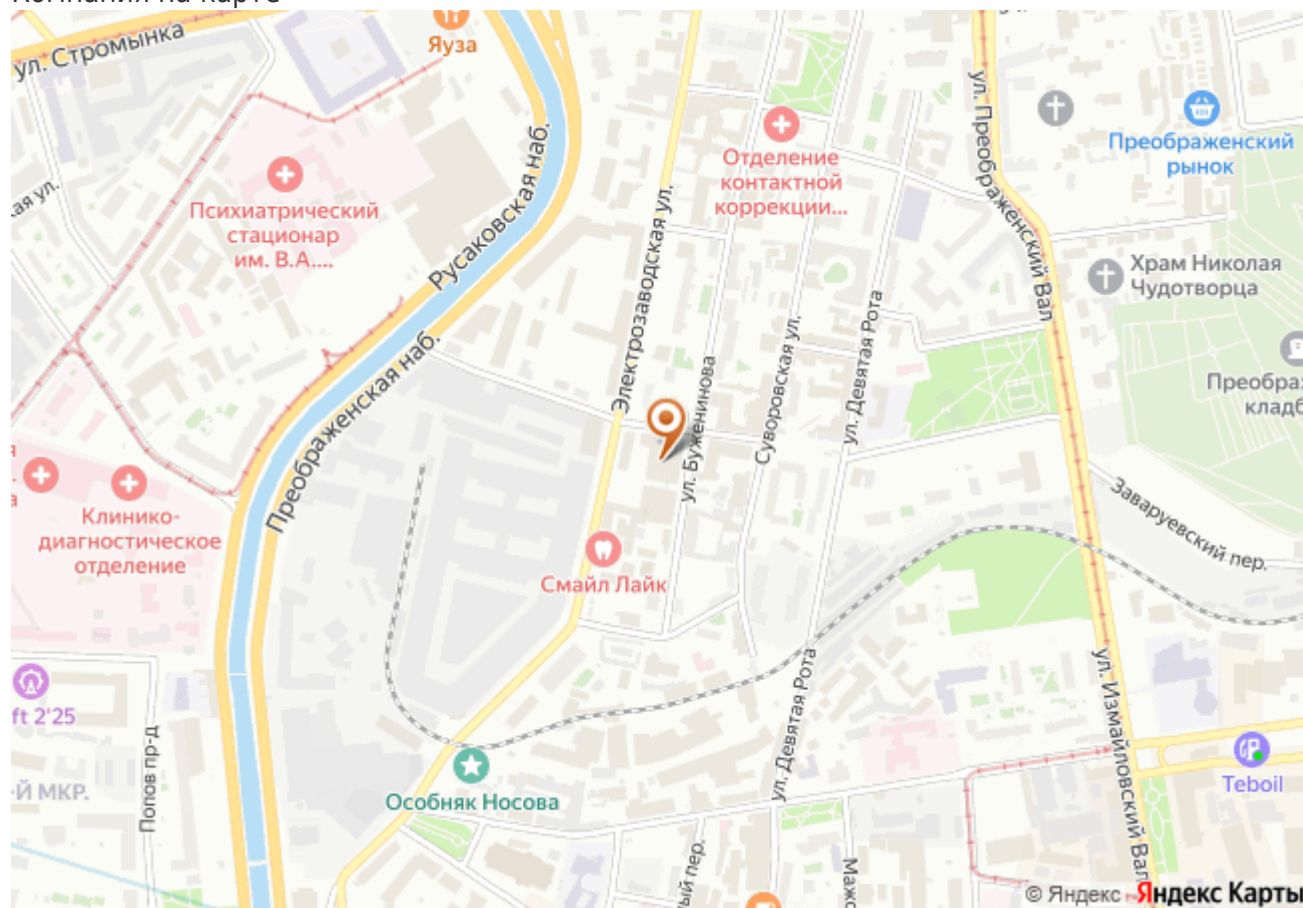 ул. Стромынка
Яуза
Психиатрический
стационар
им. В.А....
Русаковская наб.
Преображенская наб.
Электрозаводская ул.
Отделение
контактной
коррекции...
ул. Преображенский Вал
Преображенский
рынок
Храм Николая
Чудотворца
ул. Девятая Рота
Суворовская ул.
ул. Буженинова
Клинико-
диагностическое
отделение
Смайл Лайк
Заваруевский пер.
ft 2'25
Попов пр-д
-Й МКР.
Особняк Носова
ул. Девятая Рота
ул. Измайловский Вал
Teboil
© Яндекс Яндекс Карты